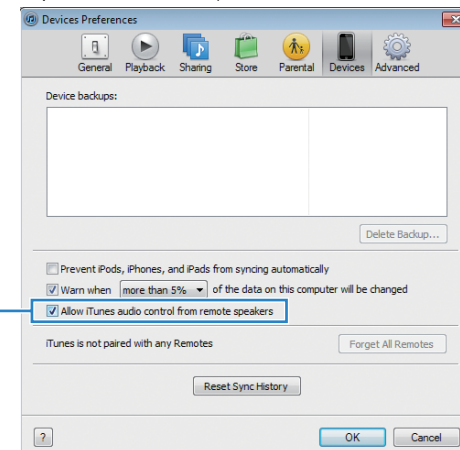 Devices Preferences
General Playback Sharing Store Parental Devices Advanced
Device backups:
Delete Backup...
Prevent iPods, iPhones, and iPads from syncing automatically
Warn when more than 5% of the data on this computer will be changed
Allow iTunes audio control from remote speakers
iTunes is not paired with any Remotes Forget All Remotes
Reset Sync History
? OK Cancel